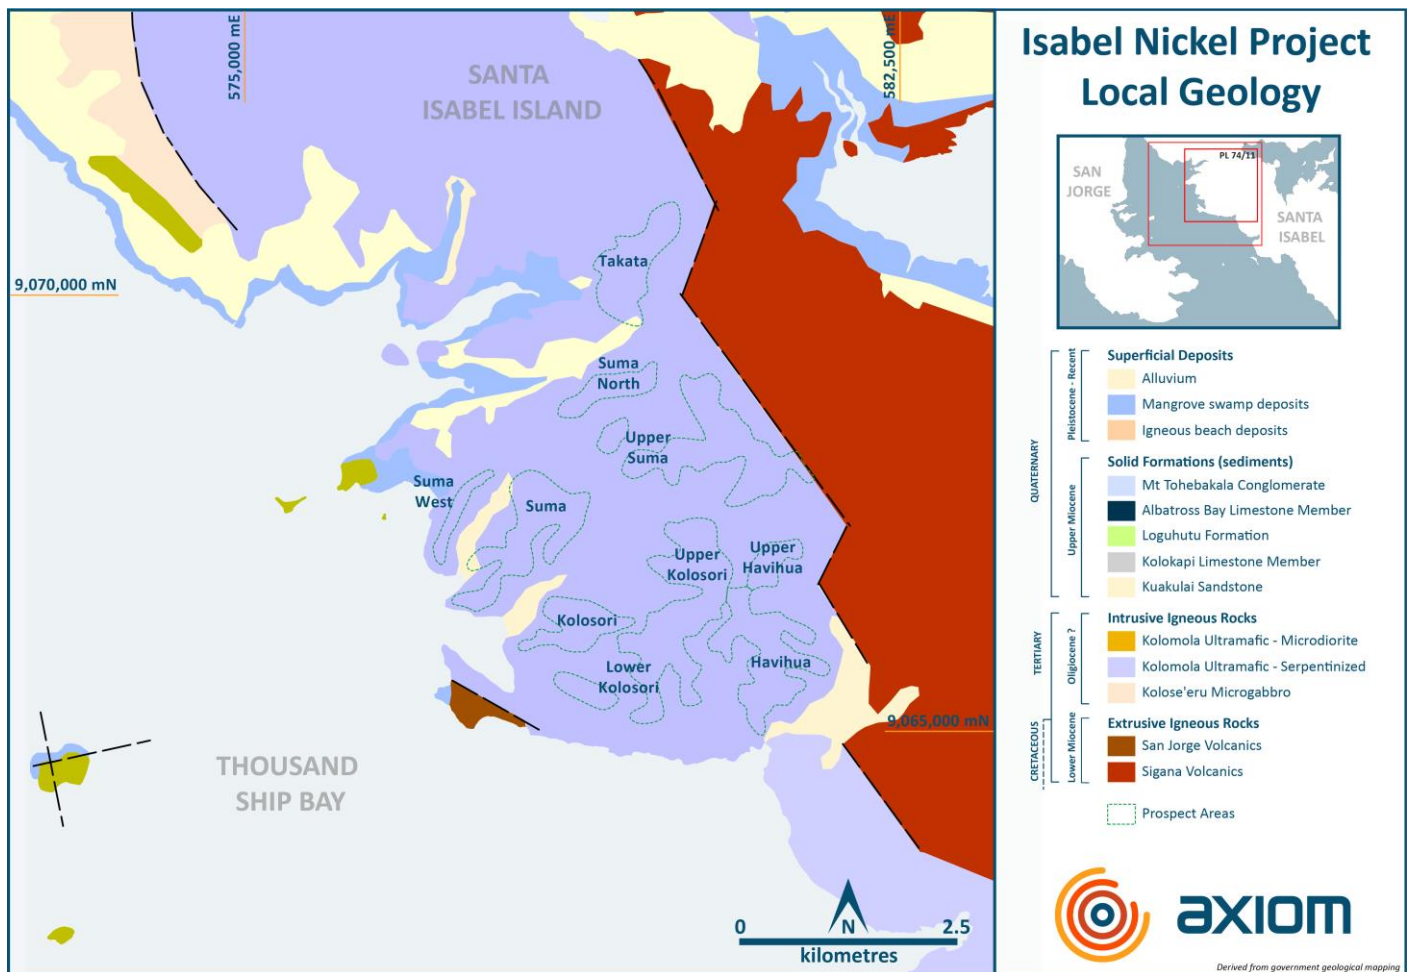 575,000 mE
582,500 mE
SANTA
ISABEL ISLAND
9,070,000 mN
Takata
Suma
North
Upper
Suma
Suma
West
Suma
Upper
Kolosori
Upper
Havihua
Kolosori
Lower
Kolosori
Havihua
9,065,000 mN
THOUSAND
SHIP BAY
0
N
2.5
kilometres
Isabel Nickel Project
Local Geology
PL 74/11
SAN
JORGE
SANTA
ISABEL
QUATERNARY
Pleistocene - Recent
Superficial Deposits
Alluvium
Mangrove swamp deposits
Igneous beach deposits
Upper Miocene
Solid Formations (sediments)
Mt Tohebakala Conglomerate
Albatross Bay Limestone Member
Loguhutu Formation
Kolokapi Limestone Member
Kuakulai Sandstone
TERTIARY
Oligiocene ?
Intrusive Igneous Rocks
Kolomola Ultramafic - Microdiorite
Kolomola Ultramafic - Serpentinized
Kolose'eru Microgabbro
CRETACEOUS
Lower Miocene
Extrusive Igneous Rocks
San Jorge Volcanics
Sigana Volcanics
Prospect Areas
axiom
Derived from government geological mapping